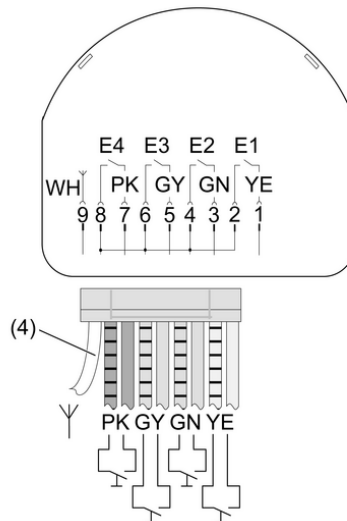 E4 E3 E2 E1
WH PK GY GN YE
9 8 7 6 5 4 3 2 1
(4)
PK GY GN YE